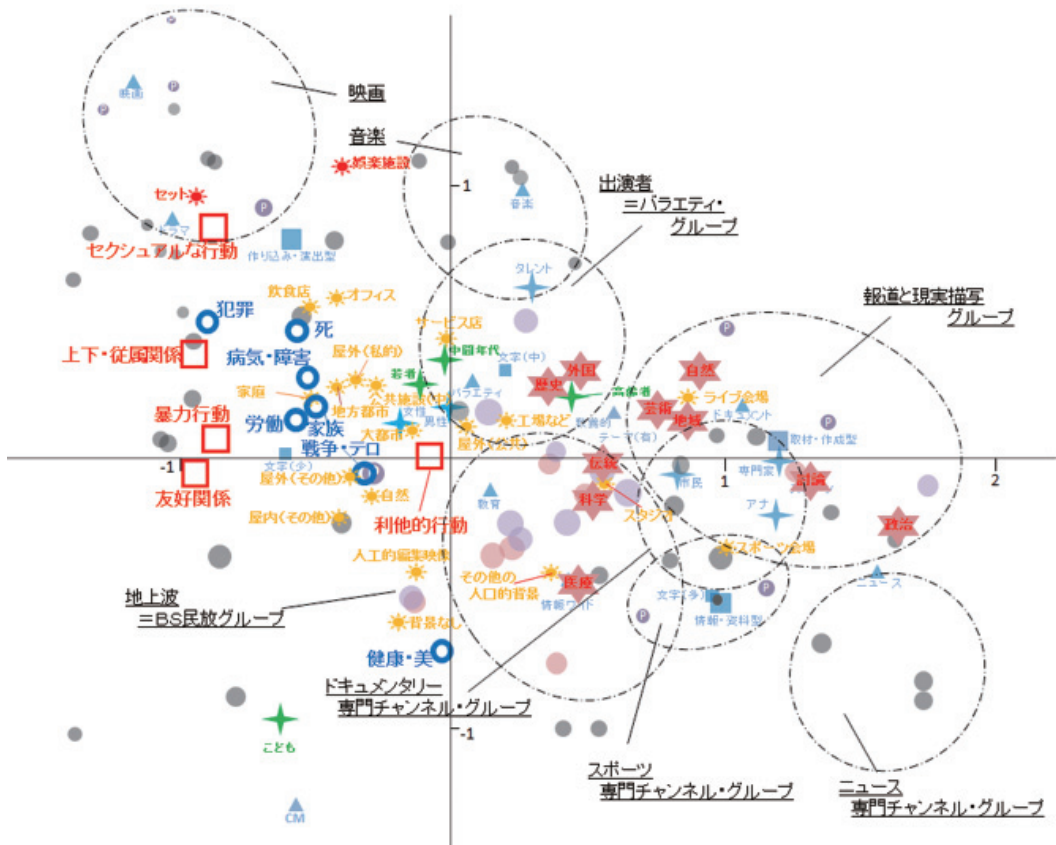 P
映画
P
P
映画
音楽
P
娯楽施設
セット
P
ドラマ
セクシュアルな行動
作り込み・演出型
1
音楽
出演者
=バラエティ・
グループ
タレント
報道と現実描写
グループ
飲食店
オフィス
犯罪
死
サービス店
P
上下・従属関係
病気・障害
屋外(私的)
中間年代
文字(中)
外国
自然
家庭
若者
公共施設(中)
バラエティ
歴史
高齢者
ライブ会場
暴力行動
労働
家族
地方都市
女性
男性
工場など
教養的
テーマ(有)
芸術
地域
ドキュメント
P
戦争・テロ
大都市
屋外(公共)
取材・作成型
文字(少)
伝統
専門家
-1
1
2
友好関係
屋外(その他)
自然
利他的行動
教育
科学
市民
討論
スタジオ
アナ
政治
屋内(その他)
人工的編集映像
その他の
人口的背景
医療
情報ワイド
スポーツ会場
ニュース
地上波
=BS民放グループ
背景なし
文字(多)
P
P
情報・資料型
健康・美
ドキュメンタリー
専門チャンネル・グループ
-1
こども
スポーツ
専門チャンネル・グループ
ニュース
専門チャンネル・グループ
CM